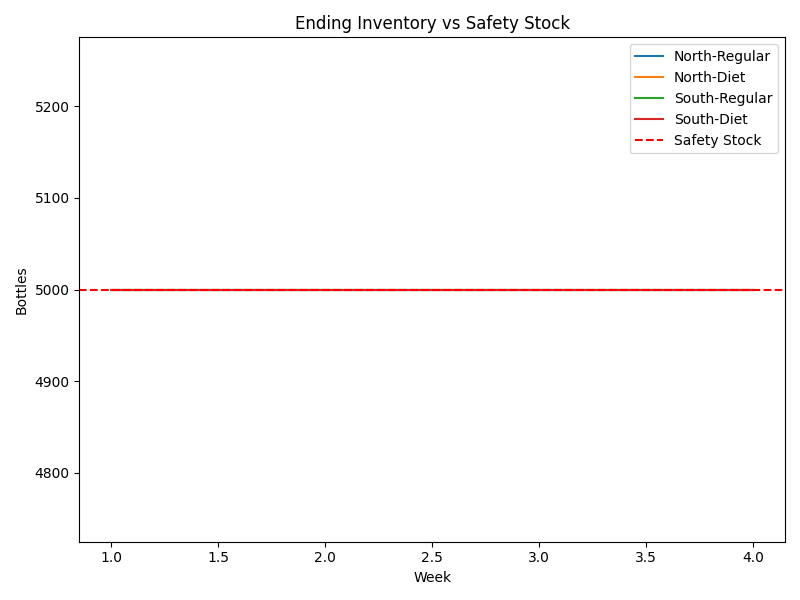 Ending Inventory vs Safety Stock
North-Regular
North-Diet
South-Regular
South-Diet
Safety Stock
5200
5100
5000
4900
4800
Bottles
1.0 1.5 2.0 2.5 3.0 3.5 4.0
Week